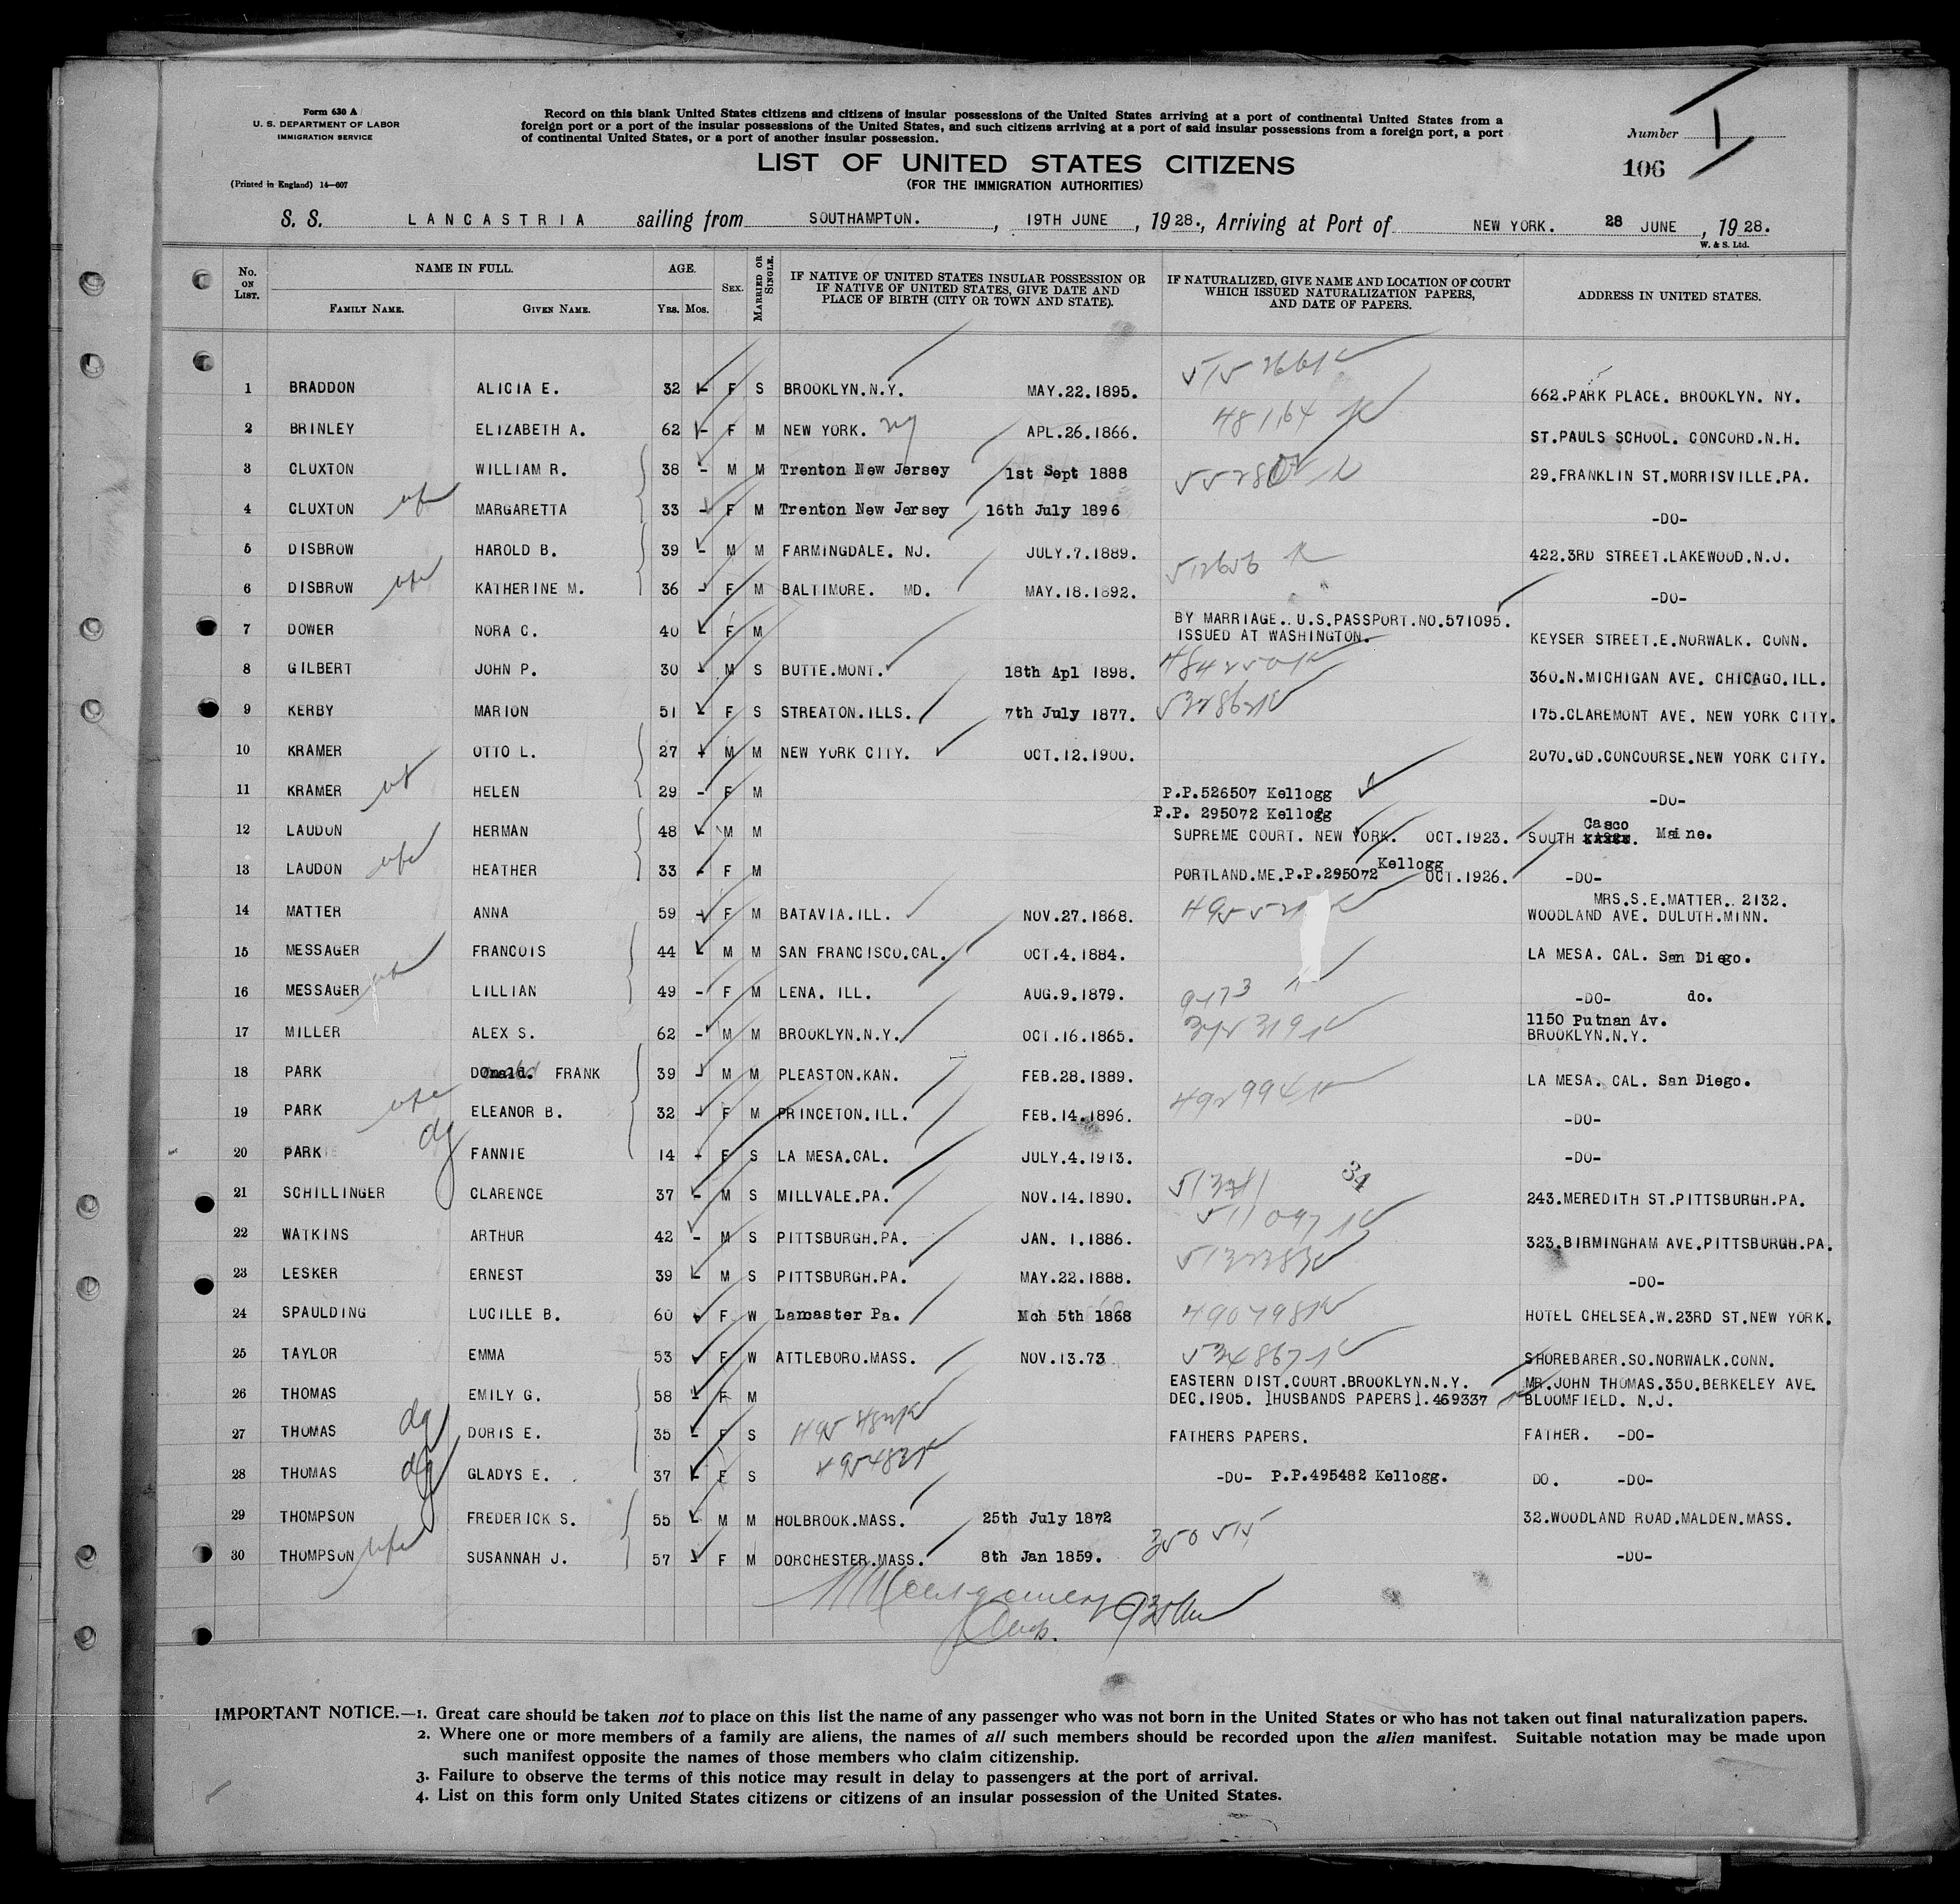 Form 630 A
U. S. DEPARTMENT OF LABOR
IMMIGRATION SERVICE
(Printed in England) 14—607
Record on this blank United States citizens and citizens of insular possessions of the United States arriving at a port of continental United States from a
foreign port or a port of the insular possessions of the United States, and such citizens arriving at a port of said insular possessions from a foreign port, a port
of continental United States, or a port of another insular possession.
LIST OF UNITED STATES CITIZENS
(FOR THE IMMIGRATION AUTHORITIES)
Number 1
106
S. S. LANCASTRIA sailing from SOUTHAMPTON. , 19TH JUNE , 1928., Arriving at Port of NEW YORK. 28 JUNE , 1928.
W. & S. Ltd.
No. ON LIST. NAME IN FULL. FAMILY NAME. GIVEN NAME. AGE. YRS. MOS. SEX. MARRIED OR SINGLE. IF NATIVE OF UNITED STATES INSULAR POSSESSION OR IF NATIVE OF UNITED STATES, GIVE DATE AND PLACE OF BIRTH (CITY OR TOWN AND STATE). IF NATURALIZED, GIVE NAME AND LOCATION OF COURT WHICH ISSUED NATURALIZATION PAPERS, AND DATE OF PAPERS. ADDRESS IN UNITED STATES.
1 BRADDON ALICIA E. 32 - F S BROOKLYN.N.Y. MAY.22.1895. 662.PARK PLACE. BROOKLYN. NY.
2 BRINLEY ELIZABETH A. 62 - F M NEW YORK. ny APL.26.1866. 48164 ST.PAULS SCHOOL. CONCORD.N.H.
3 CLUXTON WILLIAM R. 38 - M M Trenton New Jersey 1st Sept 1888 29.FRANKLIN ST.MORRISVILLE.PA.
4 CLUXTON MARGARETTA 33 - F M Trenton New Jersey 16th July 1896 -DO-
5 DISBROW HAROLD B. 39 - M M FARMINGDALE. NJ. JULY.7.1889. 422.3RD STREET.LAKEWOOD.N.J.
6 DISBROW KATHERINE M. 36 - F M BALTIMORE. MD. MAY.18.1892. -DO-
7 DOWER NORA C. 40 - F M BY MARRIAGE. U.S.PASSPORT.NO.571095.
ISSUED AT WASHINGTON. KEYSER STREET.E.NORWALK. CONN.
8 GILBERT JOHN P. 30 - M S BUTTE.MONT. 18th Apl 1898. 360.N.MICHIGAN AVE. CHICAGO.ILL.
9 KERBY MARION 51 - F S STREATON.ILLS. 7th July 1877. 175.CLAREMONT AVE. NEW YORK CITY.
10 KRAMER OTTO L. 27 - M M NEW YORK CITY. OCT.12.1900. 2070.GD.CONCOURSE.NEW YORK CITY.
11 KRAMER HELEN 29 - F M P.P.526507 Kellogg -DO-
P.P. 295072 Kellogg
12 LAUDON HERMAN 48 - M M SUPREME COURT. NEW YORK. OCT.1923. SOUTH Casco Maine.
13 LAUDON HEATHER 33 - F M PORTLAND.ME.P.P.295072 Kellogg OCT.1926. -DO-
14 MATTER ANNA 59 - F M BATAVIA.ILL. NOV.27.1868. MRS.S.E.MATTER. 2132.
WOODLAND AVE. DULUTH.MINN.
15 MESSAGER FRANCOIS 44 - M M SAN FRANCISCO.CAL. OCT.4.1884. LA MESA. CAL. San Diego.
16 MESSAGER LILLIAN 49 - F M LENA. ILL. AUG.9.1879. -DO- do.
17 MILLER ALEX S. 62 - M M BROOKLYN.N.Y. OCT.16.1865. 1150 Putnan Av.
BROOKLYN.N.Y.
18 PARK Donald. FRANK 39 - M M PLEASTON.KAN. FEB.28.1889. LA MESA. CAL. San Diego.
19 PARK ELEANOR B. 32 - F M PRINCETON.ILL. FEB.14.1896. 492994 -DO-
20 PARK dg FANNIE 14 - F S LA MESA.CAL. JULY.4.1913. -DO-
21 SCHILLINGER CLARENCE 37 - M S MILLVALE.PA. NOV.14.1890. 34 243.MEREDITH ST.PITTSBURGH.PA.
22 WATKINS ARTHUR 42 - M S PITTSBURGH.PA. JAN. 1.1886. 511097 323.BIRMINGHAM AVE.PITTSBURGH.PA.
23 LESKER ERNEST 39 - M S PITTSBURGH.PA. MAY.22.1888. -DO-
24 SPAULDING LUCILLE B. 60 F W Lancaster Pa. Mch 5th 1868 490798 HOTEL CHELSEA.W.23RD ST.NEW YORK.
25 TAYLOR EMMA 53 F W ATTLEBORO.MASS. NOV.13.73 SHOREBARER.SO.NORWALK.CONN.
26 THOMAS EMILY G. 58 - F M EASTERN DIST.COURT.BROOKLYN.N.Y.
DEC.1905. ]HUSBANDS PAPERS]. 469337 MR.JOHN THOMAS.350.BERKELEY AVE.
BLOOMFIELD. N.J.
27 THOMAS dg DORIS E. 35 - F S FATHERS PAPERS. FATHER. -DO-
28 THOMAS dg GLADYS E. 37 - F S 495482 -DO- P.P.495482 Kellogg. DO. -DO-
29 THOMPSON FREDERICK S. 55 - M M HOLBROOK.MASS. 25th July 1872 32.WOODLAND ROAD.MALDEN.MASS.
30 THOMPSON wife SUSANNAH J. 57 - F M DORCHESTER.MASS. 8th Jan 1859. 350515 -DO-
IMPORTANT NOTICE.—1. Great care should be taken not to place on this list the name of any passenger who was not born in the United States or who has not taken out final naturalization papers.
2. Where one or more members of a family are aliens, the names of all such members should be recorded upon the alien manifest. Suitable notation may be made upon
such manifest opposite the names of those members who claim citizenship.
3. Failure to observe the terms of this notice may result in delay to passengers at the port of arrival.
4. List on this form only United States citizens or citizens of an insular possession of the United States.